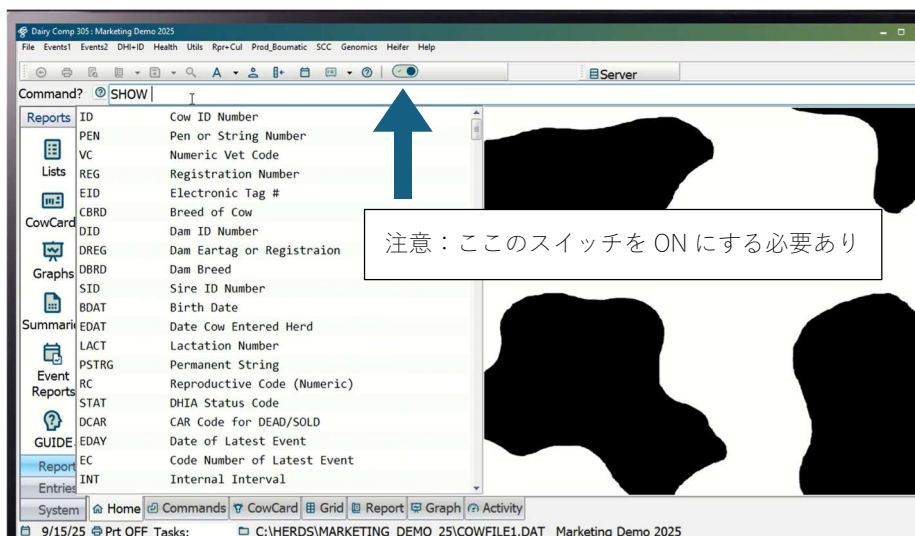 Dairy Comp 305 : Marketing Demo 2025
File Events1 Events2 DHI+ID Health Utils Rpr+Cul Prod_Boumatic SCC Genomics Heifer Help
Server
Command? SHOW
Reports
Lists
CowCard
Graphs
Summarie
Event
Reports
GUIDE
Report
Entries
System
ID Cow ID Number
PEN Pen or String Number
VC Numeric Vet Code
REG Registration Number
EID Electronic Tag #
CBRD Breed of Cow
DID Dam ID Number
DREG Dam Eartag or Registraion
DBRD Dam Breed
SID Sire ID Number
BDAT Birth Date
EDAT Date Cow Entered Herd
LACT Lactation Number
PSTRG Permanent String
RC Reproductive Code (Numeric)
STAT DHIA Status Code
DCAR CAR Code for DEAD/SOLD
EDAY Date of Latest Event
EC Code Number of Latest Event
INT Internal Interval
注意：ここのスイッチを ON にする必要あり
Home Commands CowCard Grid Report Graph Activity
9/15/25 Prt OFF Tasks: C:\HERDS\MARKETING_DEMO_25\COWFILE1.DAT Marketing Demo 2025